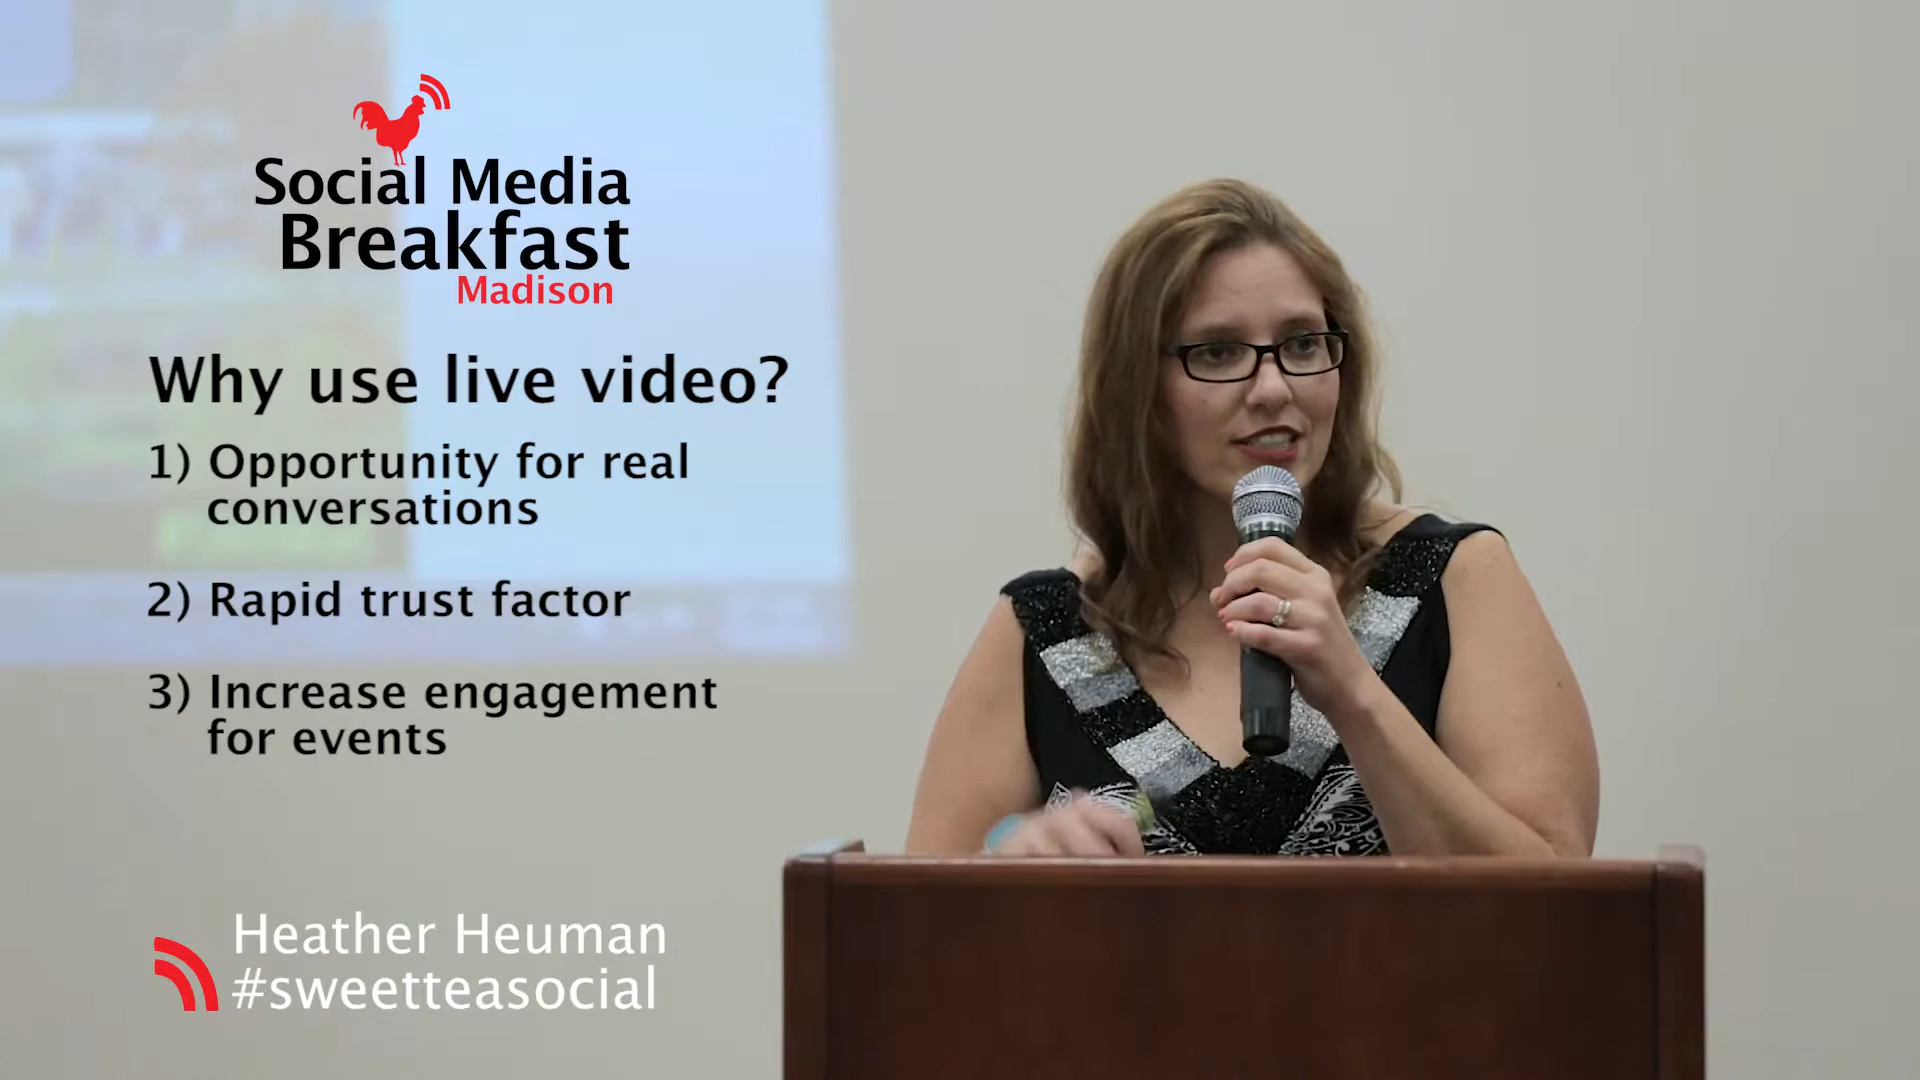 Social Media
Breakfast
Madison
Why use live video?
1) Opportunity for real
conversations
2) Rapid trust factor
3) Increase engagement
for events
Heather Heuman
#sweetteasocial